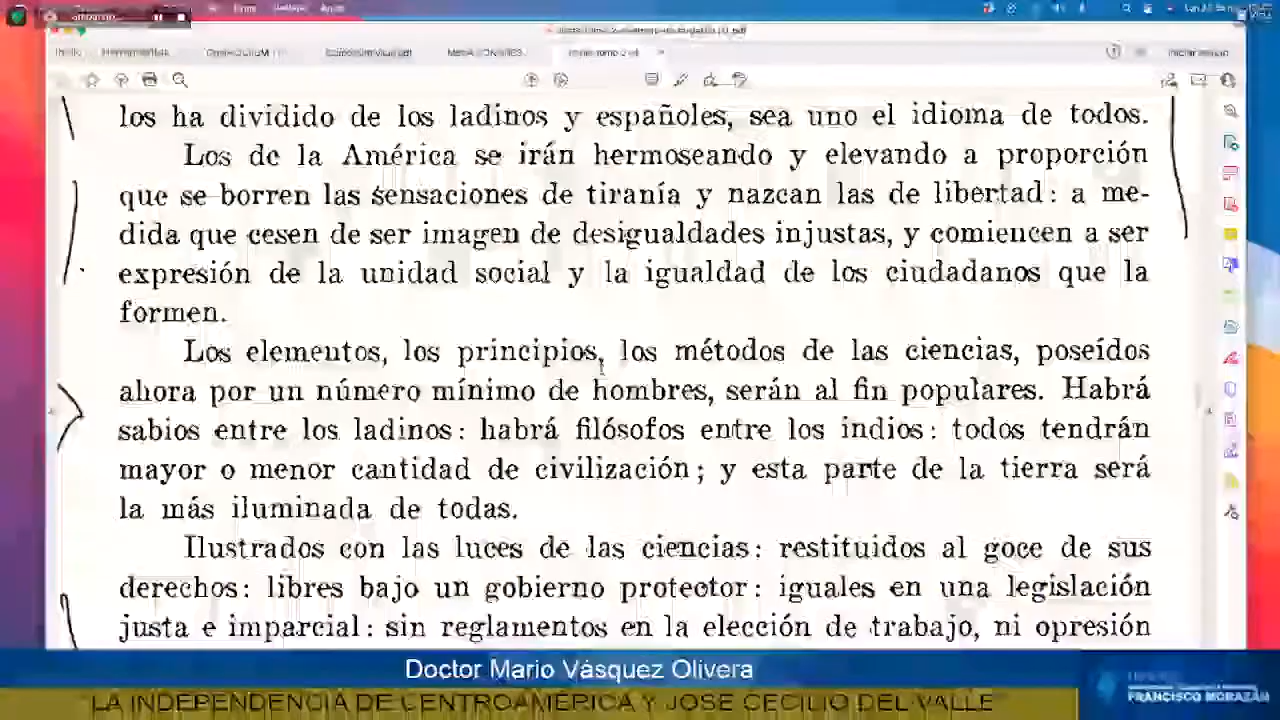 los ha dividido de los ladinos y españoles, sea uno el idioma de todos.
Los de la América se irán hermoseando y elevando a proporción
que se borren las sensaciones de tiranía y nazcan las de libertad: a me-
dida que cesen de ser imagen de desigualdades injustas, y comiencen a ser
expresión de la unidad social y la igualdad de los ciudadanos que la
formen.
Los elementos, los principios, los métodos de las ciencias, poseídos
ahora por un número mínimo de hombres, serán al fin populares. Habrá
sabios entre los ladinos: habrá filósofos entre los indios: todos tendrán
mayor o menor cantidad de civilización; y esta parte de la tierra será
la más iluminada de todas.
Ilustrados con las luces de las ciencias: restituidos al goce de sus
derechos: libres bajo un gobierno protector: iguales en una legislación
justa e imparcial: sin reglamentos en la elección de trabajo, ni opresión
Doctor Mario Vásquez Olivera
"LA INDEPENDENCIA DE CENTROAMÉRICA Y JOSE CECILIO DEL VALLE"
FRANCISCO MORAZÁN